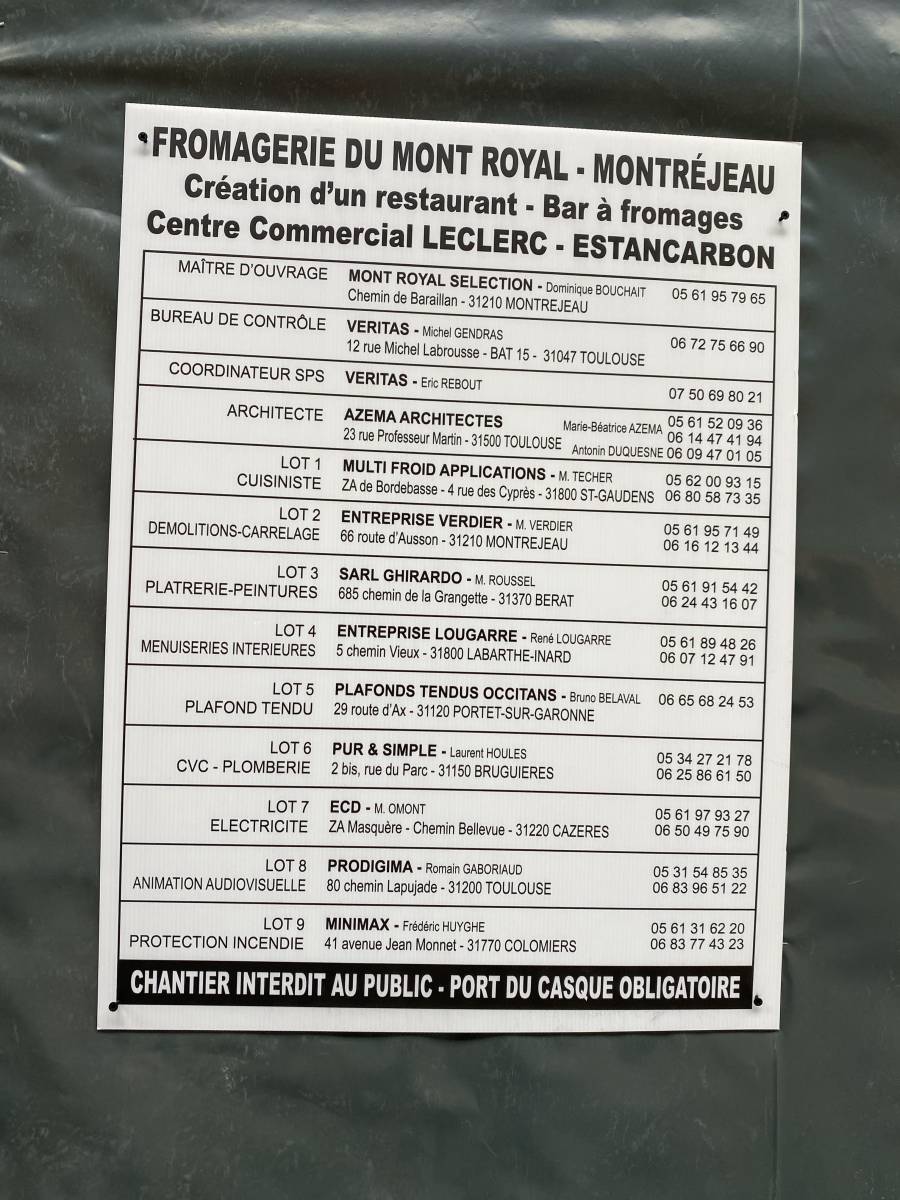 FROMAGERIE DU MONT ROYAL - MONTRÉJEAU
Création d'un restaurant - Bar à fromages
Centre Commercial LECLERC - ESTANCARBON
MAÎTRE D'OUVRAGE MONT ROYAL SELECTION - Dominique BOUCHAIT 05 61 95 79 65
Chemin de Baraillan - 31210 MONTREJEAU
BUREAU DE CONTRÔLE VERITAS - Michel GENDRAS 06 72 75 66 90
12 rue Michel Labrousse - BAT 15 - 31047 TOULOUSE
COORDINATEUR SPS VERITAS - Eric REBOUT 07 50 69 80 21
ARCHITECTE AZEMA ARCHITECTES Marie-Béatrice AZEMA 05 61 52 09 36
06 14 47 41 94
23 rue Professeur Martin - 31500 TOULOUSE Antonin DUQUESNE 06 09 47 01 05
LOT 1 MULTI FROID APPLICATIONS - M. TECHER 05 62 00 93 15
CUISINISTE ZA de Bordebasse - 4 rue des Cyprès - 31800 ST-GAUDENS 06 80 58 73 35
LOT 2 ENTREPRISE VERDIER - M. VERDIER 05 61 95 71 49
DEMOLITIONS-CARRELAGE 66 route d'Ausson - 31210 MONTREJEAU 06 16 12 13 44
LOT 3 SARL GHIRARDO - M. ROUSSEL 05 61 91 54 42
PLATRERIE-PEINTURES 685 chemin de la Grangette - 31370 BERAT 06 24 43 16 07
LOT 4 ENTREPRISE LOUGARRE - René LOUGARRE 05 61 89 48 26
MENUISERIES INTERIEURES 5 chemin Vieux - 31800 LABARTHE-INARD 06 07 12 47 91
LOT 5 PLAFONDS TENDUS OCCITANS - Bruno BELAVAL 06 65 68 24 53
PLAFOND TENDU 29 route d'Ax - 31120 PORTET-SUR-GARONNE
LOT 6 PUR & SIMPLE - Laurent HOULES 05 34 27 21 78
CVC - PLOMBERIE 2 bis, rue du Parc - 31150 BRUGUIERES 06 25 86 61 50
LOT 7 ECD - M. OMONT 05 61 97 93 27
ELECTRICITE ZA Masquère - Chemin Bellevue - 31220 CAZERES 06 50 49 75 90
LOT 8 PRODIGIMA - Romain GABORIAUD 05 31 54 85 35
ANIMATION AUDIOVISUELLE 80 chemin Lapujade - 31200 TOULOUSE 06 83 96 51 22
LOT 9 MINIMAX - Frédéric HUYGHE 05 61 31 62 20
PROTECTION INCENDIE 41 avenue Jean Monnet - 31770 COLOMIERS 06 83 77 43 23
CHANTIER INTERDIT AU PUBLIC - PORT DU CASQUE OBLIGATOIRE